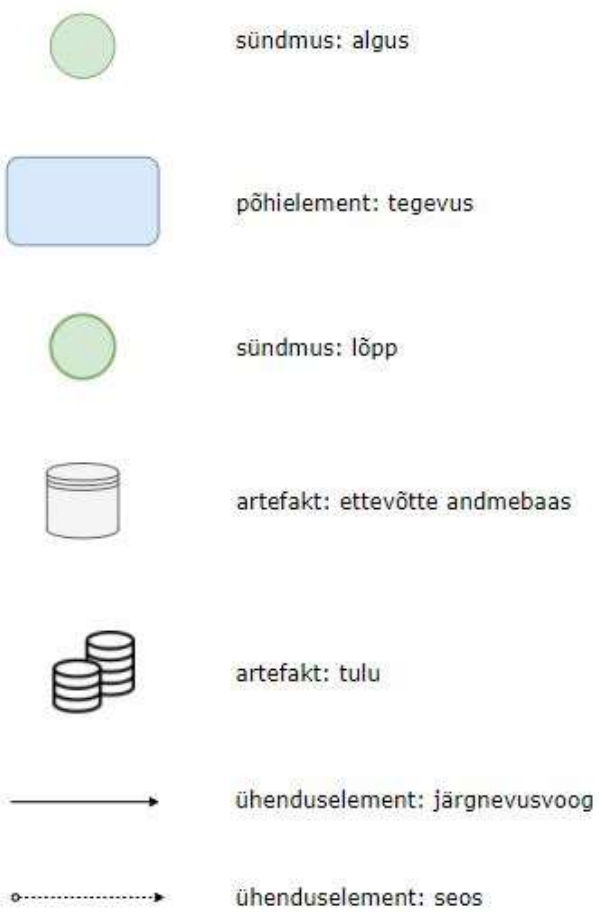 sündmus: algus
põhielement: tegevus
sündmus: lõpp
artefakt: ettevõtte andmebaas
artefakt: tulu
ühenduselement: järgnevusvoog
ühenduselement: seos